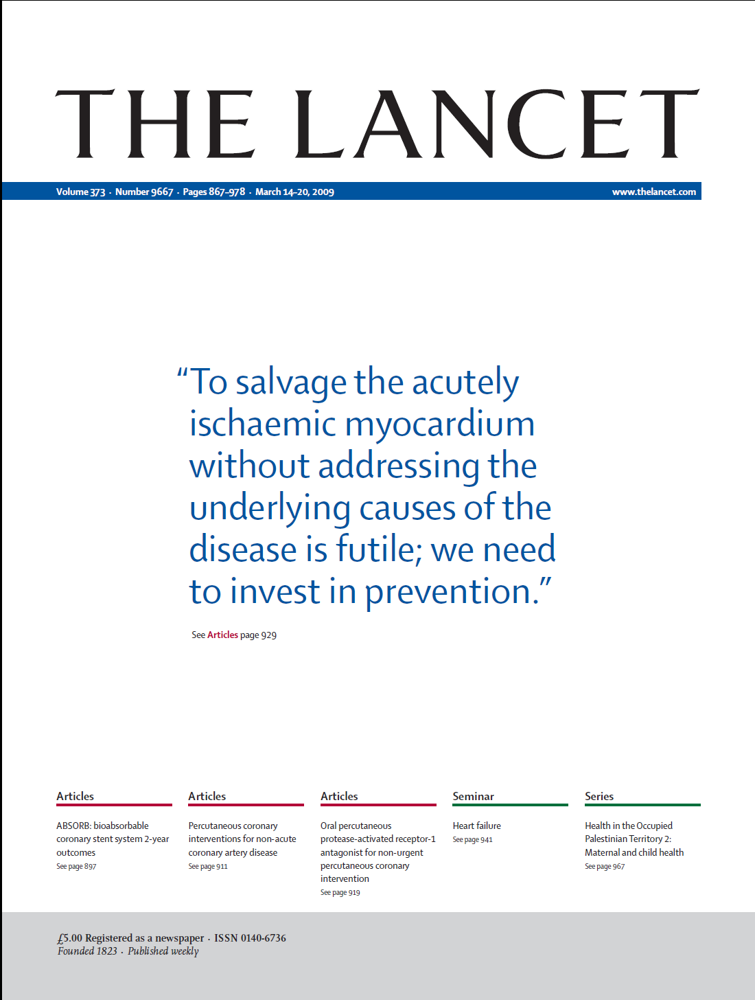 THE LANCET
Volume 373 · Number 9667 · Pages 867–978 · March 14–20, 2009
www.thelancet.com
“To salvage the acutely
ischaemic myocardium
without addressing the
underlying causes of the
disease is futile; we need
to invest in prevention.”
See Articles page 929
Articles
ABSORB: bioabsorbable
coronary stent system 2-year
outcomes
See page 897
Articles
Percutaneous coronary
interventions for non-acute
coronary artery disease
See page 911
Articles
Oral percutaneous
protease-activated receptor-1
antagonist for non-urgent
percutaneous coronary
intervention
See page 919
Seminar
Heart failure
See page 941
Series
Health in the Occupied
Palestinian Territory 2:
Maternal and child health
See page 967
£5.00 Registered as a newspaper · ISSN 0140-6736
Founded 1823 · Published weekly